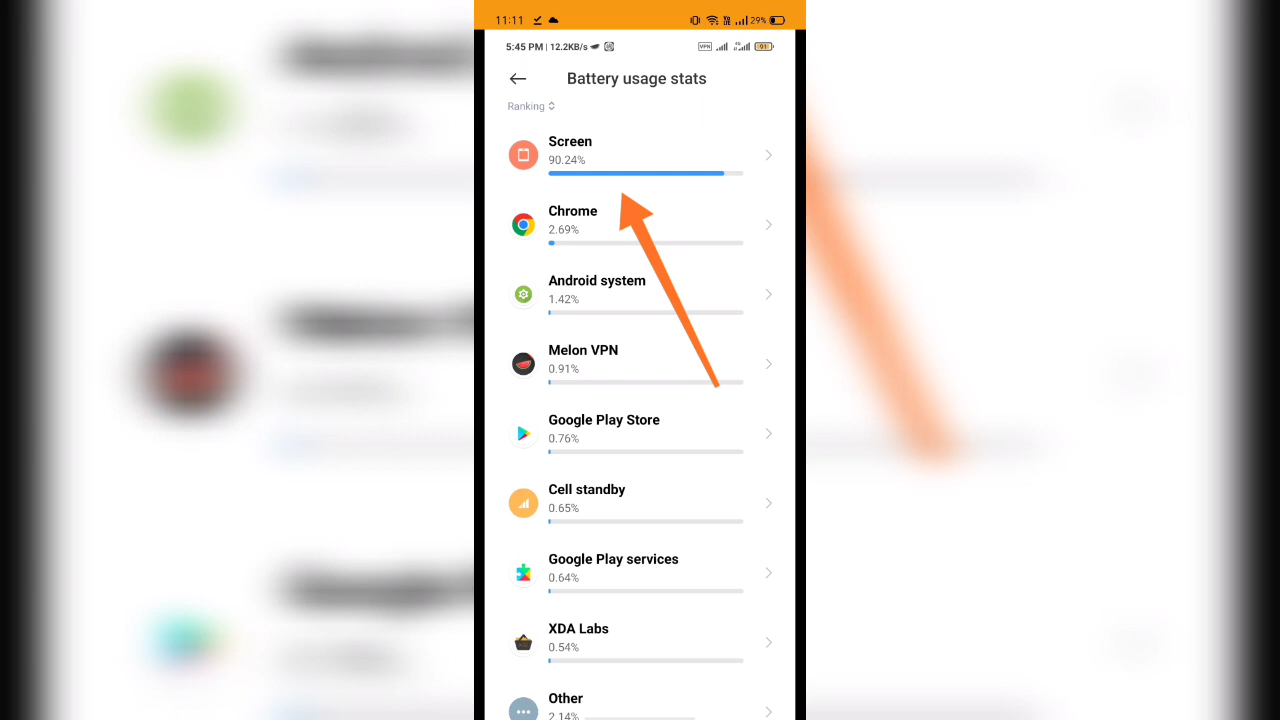 11:11 29%
5:45 PM | 12.2KB/s VPN 4G 91
Battery usage stats
Ranking
Screen
90.24%
Chrome
2.69%
Android system
1.42%
Melon VPN
0.91%
Google Play Store
0.76%
Cell standby
0.65%
Google Play services
0.64%
XDA Labs
0.54%
Other
2.14%